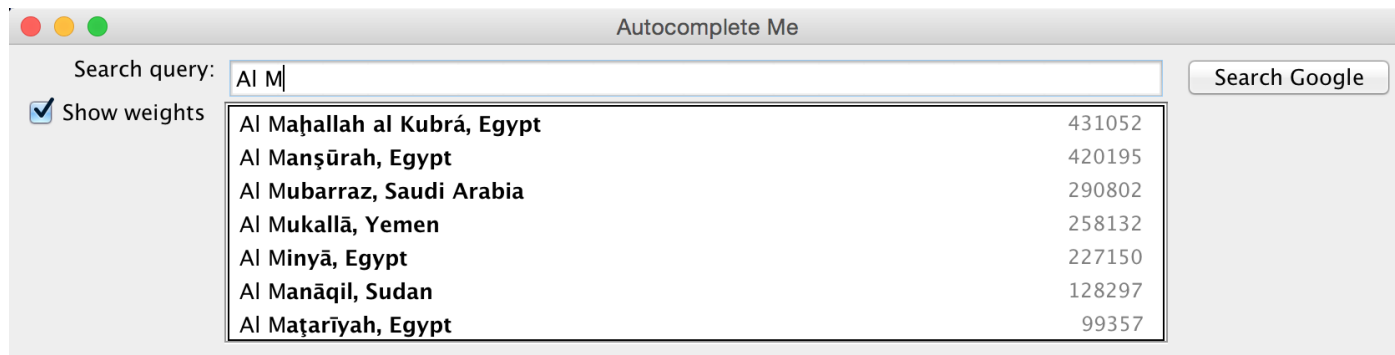 Autocomplete Me
Search query: Al M Search Google
Show weights
Al Maḩallah al Kubrá, Egypt 431052
Al Manşūrah, Egypt 420195
Al Mubarraz, Saudi Arabia 290802
Al Mukallā, Yemen 258132
Al Minyā, Egypt 227150
Al Manāqil, Sudan 128297
Al Maţarīyah, Egypt 99357